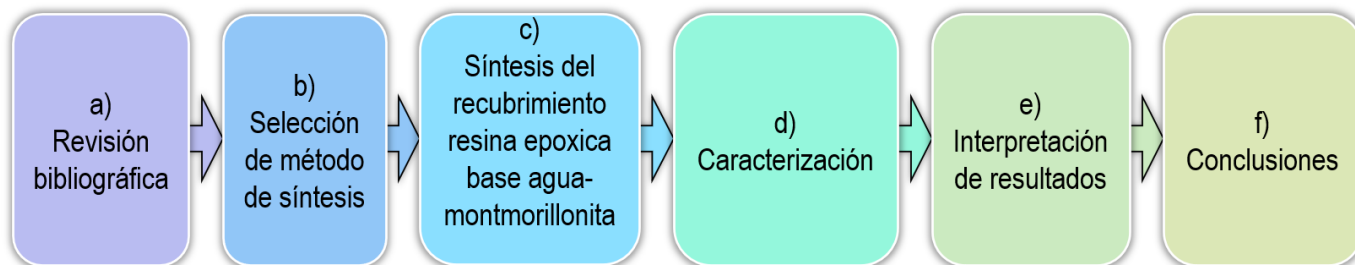 a)
Revisión
bibliográfica
b)
Selección
de método
de síntesis
c)
Síntesis del
recubrimiento
resina epoxica
base agua-
montmorillonita
d)
Caracterización
e)
Interpretación
de resultados
f)
Conclusiones